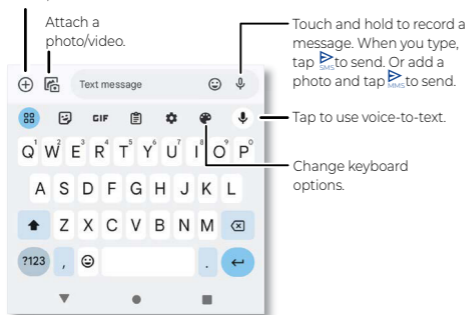 Attach a
photo/video.
Touch and hold to record a
message. When you type,
tap SMS to send. Or add a
photo and tap MMS to send.
Text message
Tap to use voice-to-text.
GIF
Q1 W2 E3 R4 T5 Y6 U7 I8 O9 P0
Change keyboard
options.
A S D F G H J K L
Z X C V B N M
?123 , .